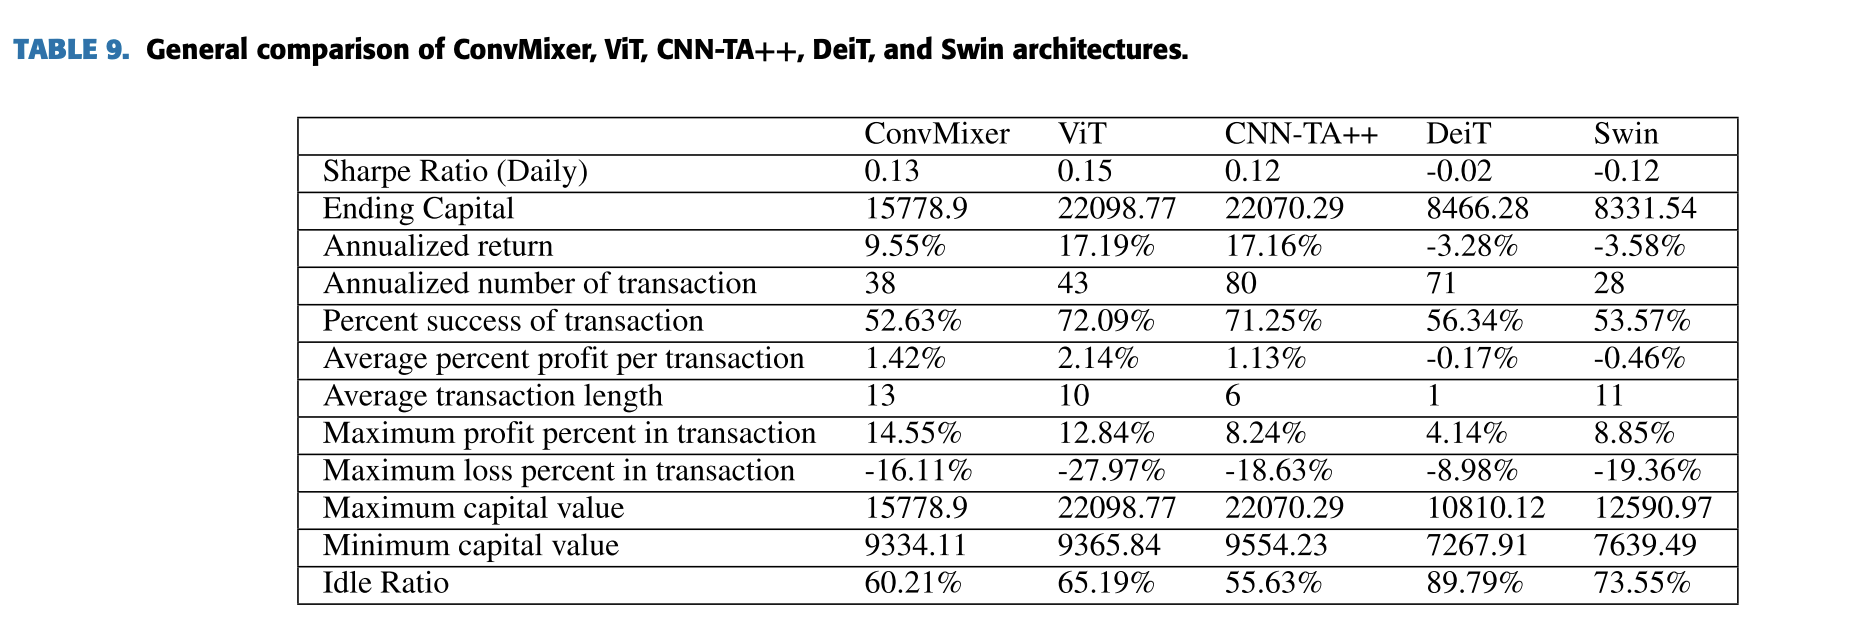 TABLE 9. General comparison of ConvMixer, ViT, CNN-TA++, DeiT, and Swin architectures.
ConvMixer ViT CNN-TA++ DeiT Swin
Sharpe Ratio (Daily) 0.13 0.15 0.12 -0.02 -0.12
Ending Capital 15778.9 22098.77 22070.29 8466.28 8331.54
Annualized return 9.55% 17.19% 17.16% -3.28% -3.58%
Annualized number of transaction 38 43 80 71 28
Percent success of transaction 52.63% 72.09% 71.25% 56.34% 53.57%
Average percent profit per transaction 1.42% 2.14% 1.13% -0.17% -0.46%
Average transaction length 13 10 6 1 11
Maximum profit percent in transaction 14.55% 12.84% 8.24% 4.14% 8.85%
Maximum loss percent in transaction -16.11% -27.97% -18.63% -8.98% -19.36%
Maximum capital value 15778.9 22098.77 22070.29 10810.12 12590.97
Minimum capital value 9334.11 9365.84 9554.23 7267.91 7639.49
Idle Ratio 60.21% 65.19% 55.63% 89.79% 73.55%